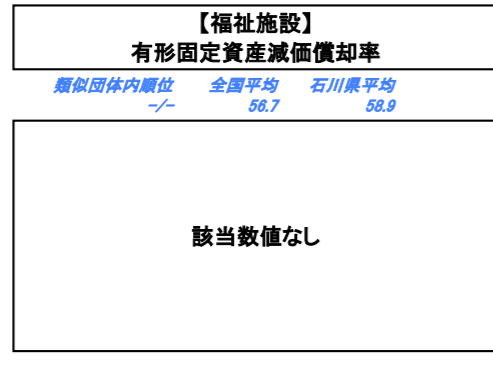 【福祉施設】
有形固定資産減価償却率
類似団体内順位 全国平均 石川県平均
-/- 56.7 58.9
該当数値なし